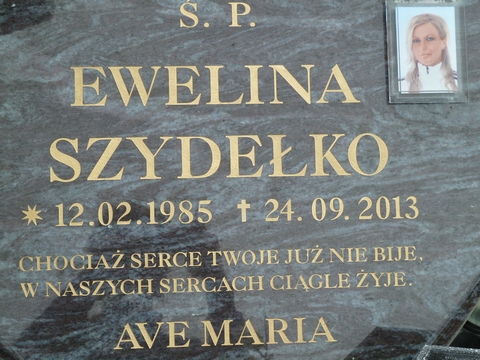 Ś. P.
EWELINA
SZYDEŁKO
✷ 12.02.1985 ✝ 24.09.2013
CHOCIAŻ SERCE TWOJE JUŻ NIE BIJE,
W NASZYCH SERCACH CIĄGLE ŻYJE.
AVE MARIA